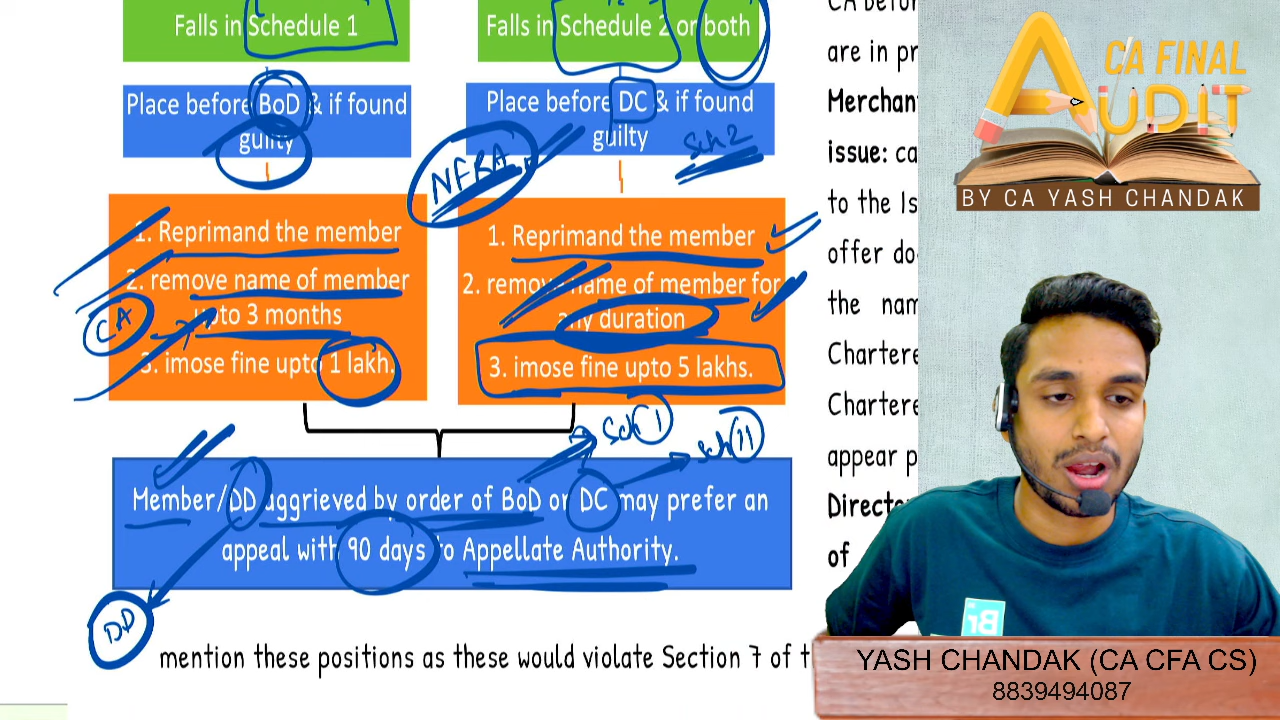 Falls in Schedule 1
Place before BoD & if found
guilty
1. Reprimand the member
2. remove name of member
upto 3 months
3. imose fine upto 1 lakh.
CA
Falls in Schedule 2 or both
Place before DC & if found
guilty
Sch 2
NFRA
1. Reprimand the member
2. remove name of member for
any duration
3. imose fine upto 5 lakhs.
Sch I
Sch II
Member/DD aggrieved by order of BoD or DC may prefer an
appeal with 90 days to Appellate Authority.
DD
mention these positions as these would violate Section 7 of t
CA befor
are in pr
Merchan
issue: ca
to the Is
offer do
the nam
Charter
Charter
appear p
Directo
of
CA FINAL
AUDIT
BY CA YASH CHANDAK
YASH CHANDAK (CA CFA CS)
8839494087